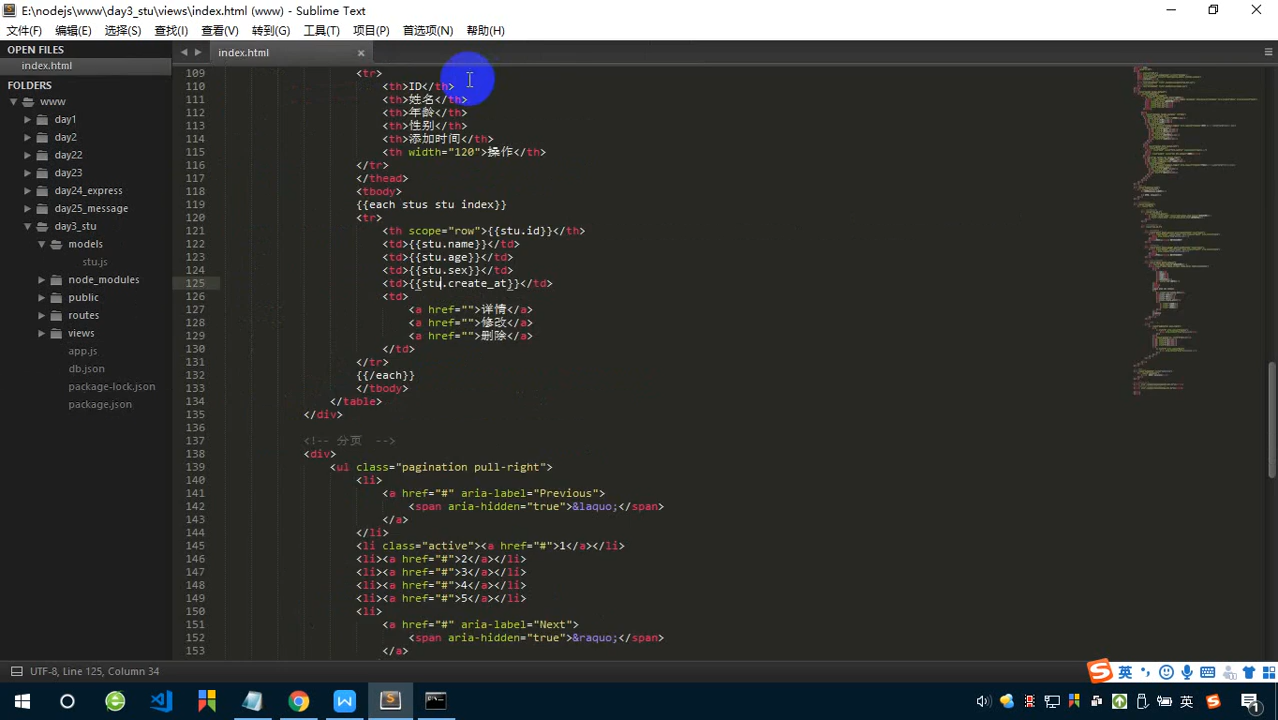 E:\nodejs\www\day3_stu\views\index.html (www) - Sublime Text
文件(F) 编辑(E) 选择(S) 查找(I) 查看(V) 转到(G) 工具(T) 项目(P) 首选项(N) 帮助(H)
OPEN FILES
index.html
FOLDERS
www
day1
day2
day22
day23
day24_express
day25_message
day3_stu
models
stu.js
node_modules
public
routes
views
app.js
db.json
package-lock.json
package.json
index.html
109 <tr>
110 <th>ID</th>
111 <th>姓名</th>
112 <th>年龄</th>
113 <th>性别</th>
114 <th>添加时间</th>
115 <th width="120">操作</th>
116 </tr>
117 </thead>
118 <tbody>
119 {{each stus stu index}}
120 <tr>
121 <th scope="row">{{stu.id}}</th>
122 <td>{{stu.name}}</td>
123 <td>{{stu.age}}</td>
124 <td>{{stu.sex}}</td>
125 <td>{{stu.create_at}}</td>
126 <td>
127 <a href="">详情</a>
128 <a href="">修改</a>
129 <a href="">删除</a>
130 </td>
131 </tr>
132 {{/each}}
133 </tbody>
134 </table>
135 </div>
136
137 <!-- 分页 -->
138 <div>
139 <ul class="pagination pull-right">
140 <li>
141 <a href="#" aria-label="Previous">
142 <span aria-hidden="true">&laquo;</span>
143 </a>
144 </li>
145 <li class="active"><a href="#">1</a></li>
146 <li><a href="#">2</a></li>
147 <li><a href="#">3</a></li>
148 <li><a href="#">4</a></li>
149 <li><a href="#">5</a></li>
150 <li>
151 <a href="#" aria-label="Next">
152 <span aria-hidden="true">&raquo;</span>
153 </a>
UTF-8, Line 125, Column 34
英
英
1